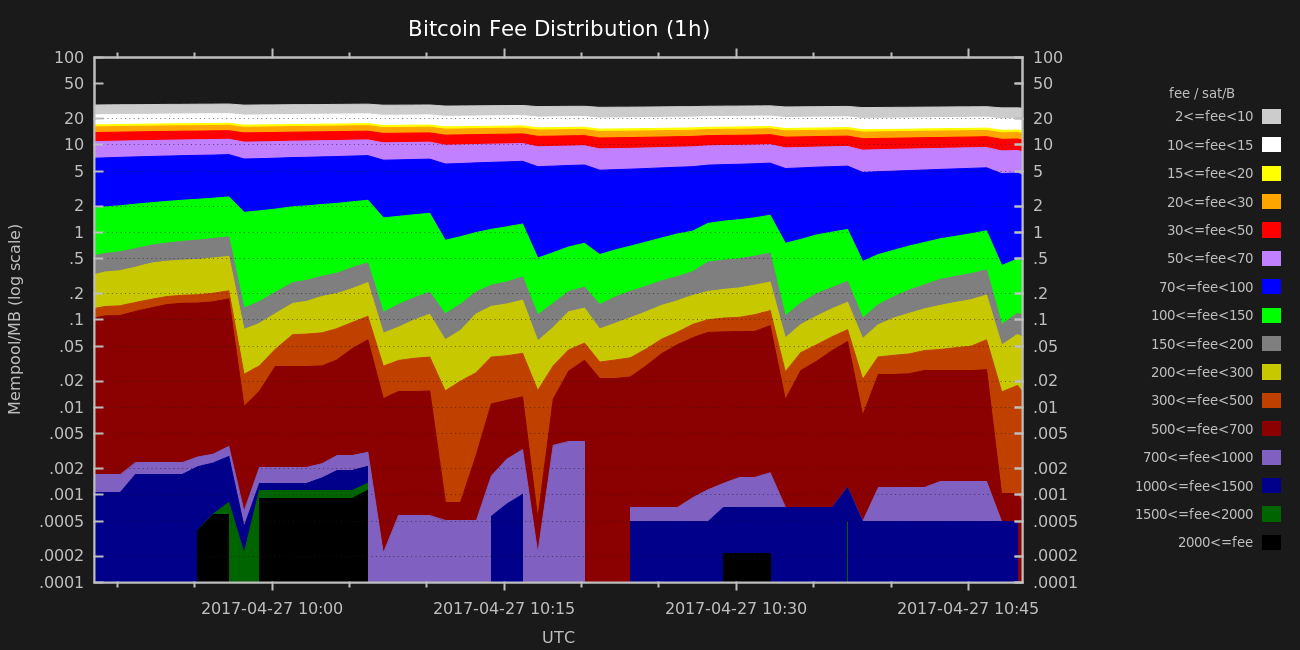 Bitcoin Fee Distribution (1h)
Mempool/MB (log scale)
100
50
20
10
5
2
1
.5
.2
.1
.05
.02
.01
.005
.002
.001
.0005
.0002
.0001
100
50
20
10
5
2
1
.5
.2
.1
.05
.02
.01
.005
.002
.001
.0005
.0002
.0001
2017-04-27 10:00 2017-04-27 10:15 2017-04-27 10:30 2017-04-27 10:45
UTC
fee / sat/B
2<=fee<10
10<=fee<15
15<=fee<20
20<=fee<30
30<=fee<50
50<=fee<70
70<=fee<100
100<=fee<150
150<=fee<200
200<=fee<300
300<=fee<500
500<=fee<700
700<=fee<1000
1000<=fee<1500
1500<=fee<2000
2000<=fee